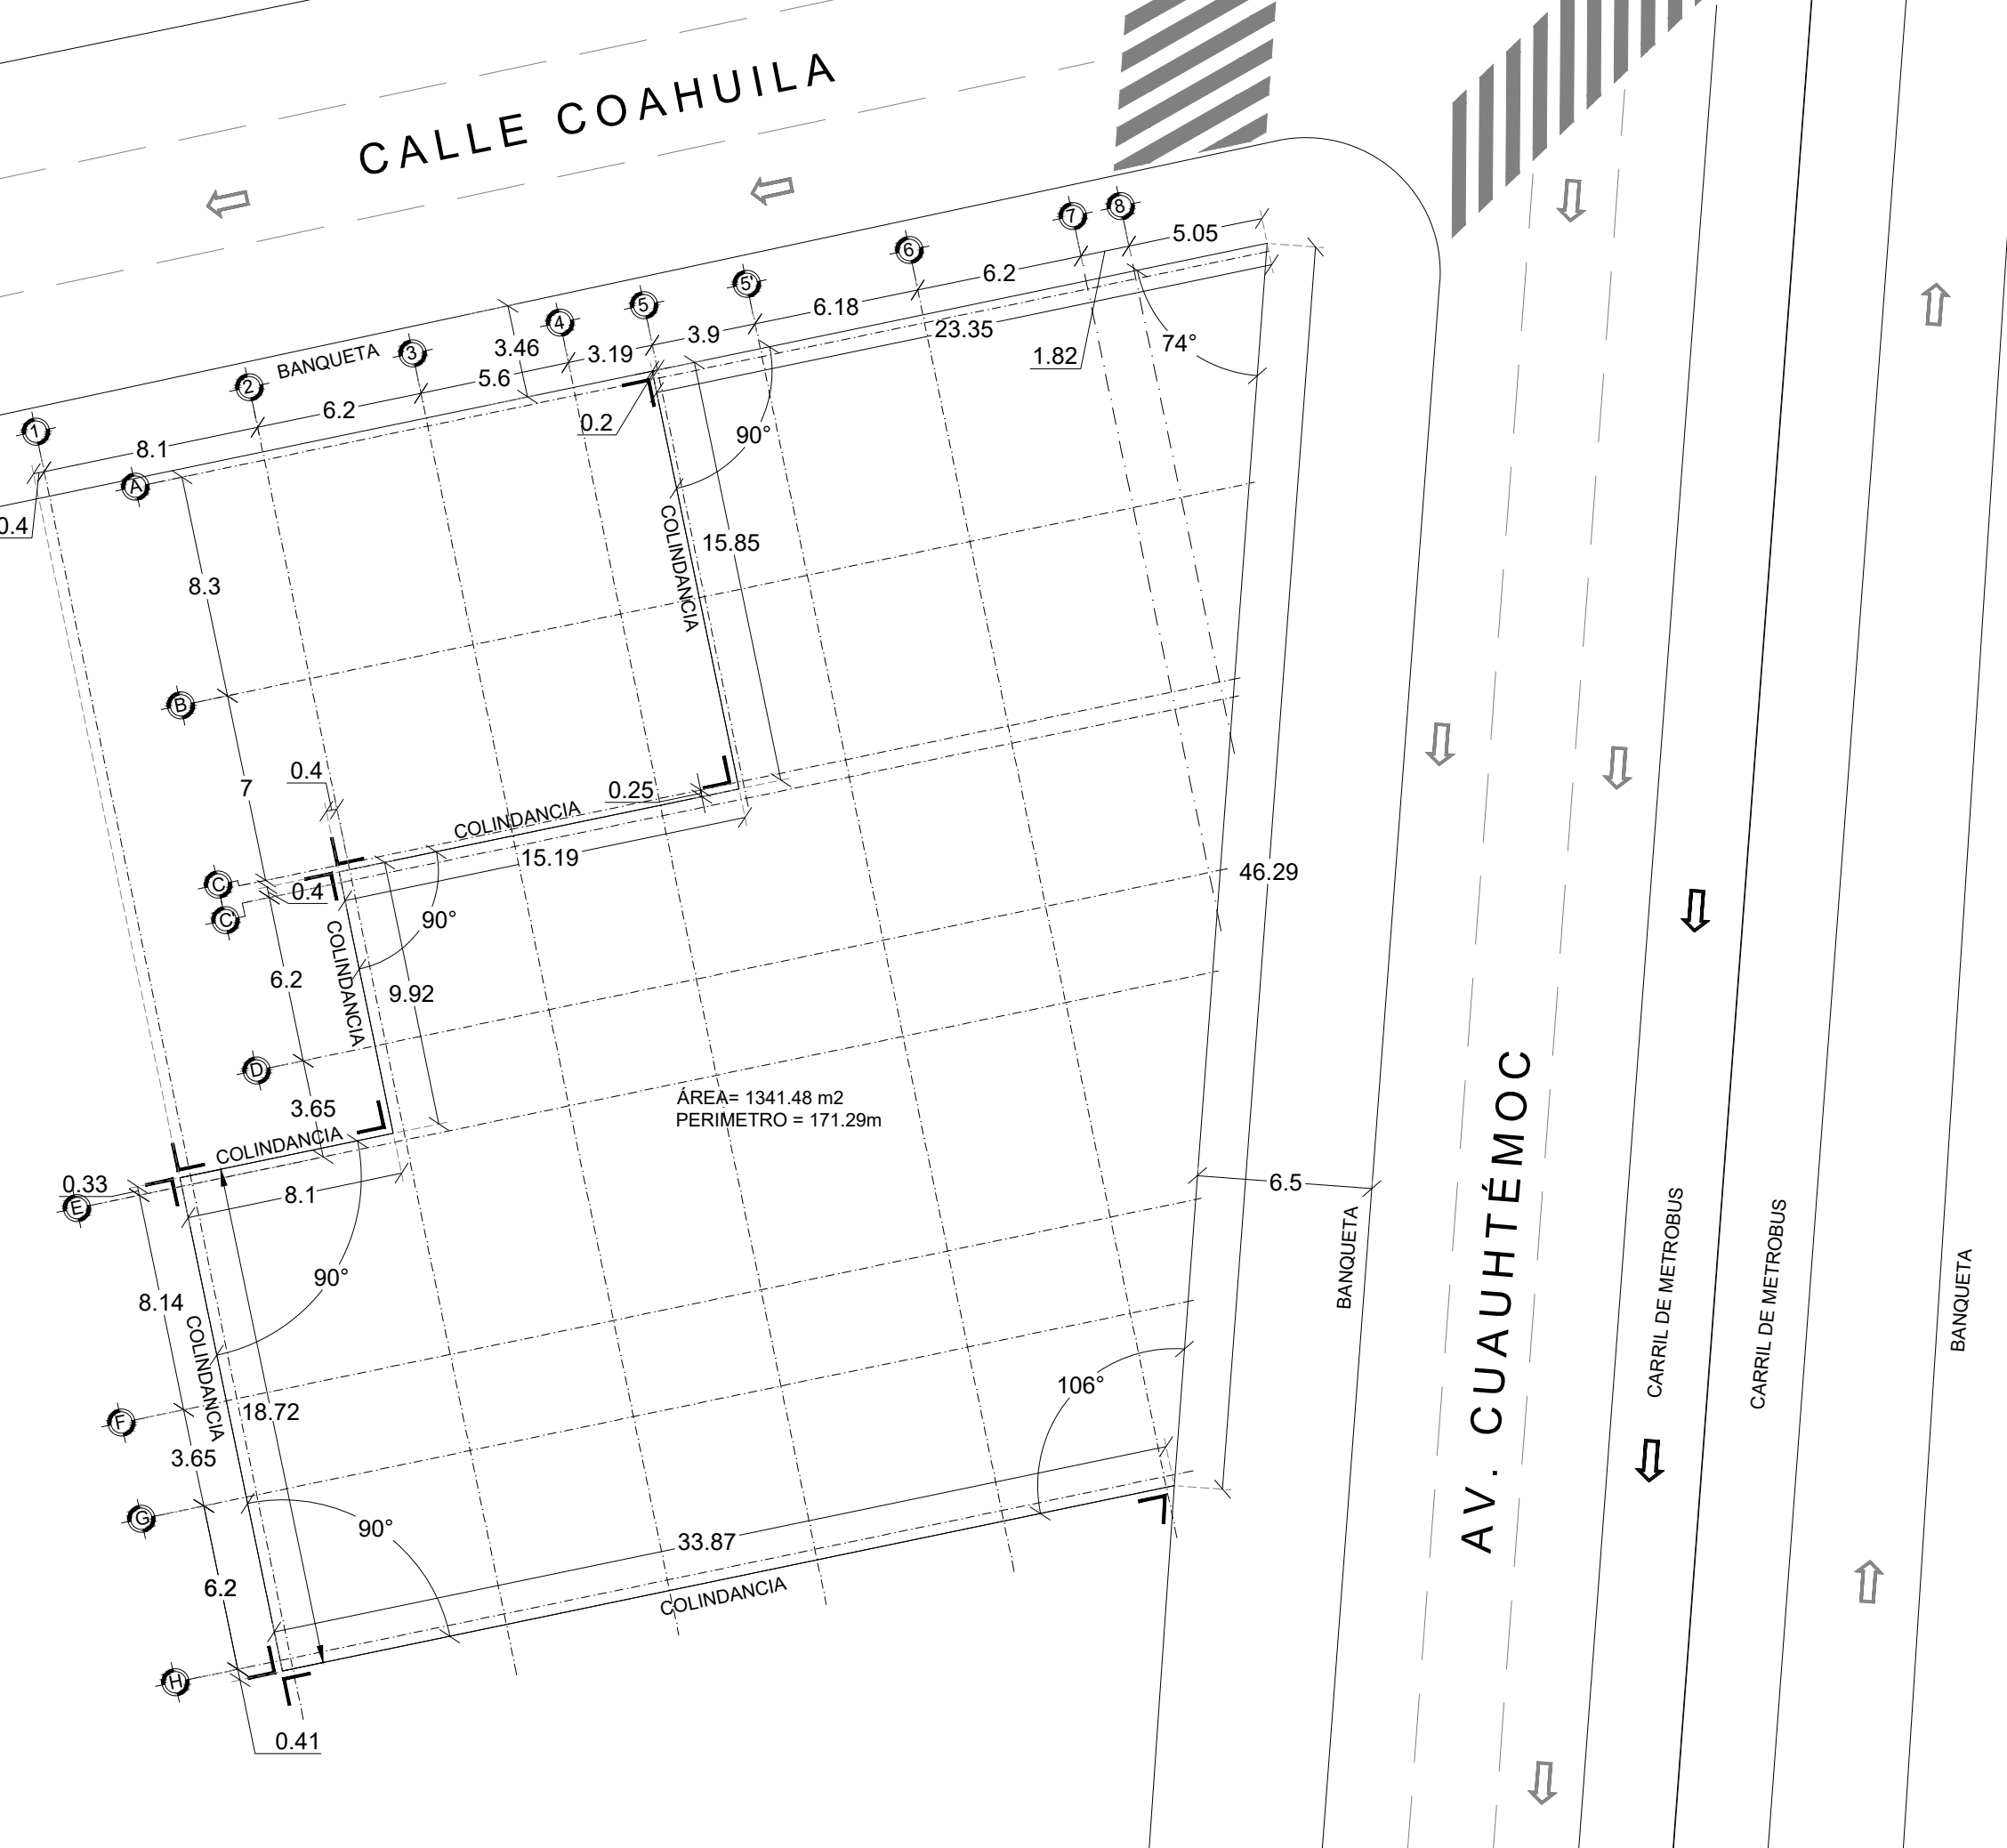 CALLE COAHUILA
8
7
5.05
6
6.2
5'
6.18
5
3.9
23.35
4
3.46
3.19
1.82
74°
BANQUETA
3
5.6
2
6.2
0.2
90°
1
8.1
A
0.4
COLINDANCIA
15.85
8.3
B
7
0.4
0.25
COLINDANCIA
15.19
C
0.4
C'
90°
46.29
COLINDANCIA
6.2
9.92
D
3.65
ÁREA= 1341.48 m2
PERIMETRO = 171.29m
COLINDANCIA
0.33
E
8.1
6.5
BANQUETA
AV. CUAUHTÉMOC
CARRIL DE METROBUS
CARRIL DE METROBUS
BANQUETA
90°
8.14
COLINDANCIA
106°
F
18.72
3.65
G
90°
33.87
6.2
COLINDANCIA
H
0.41